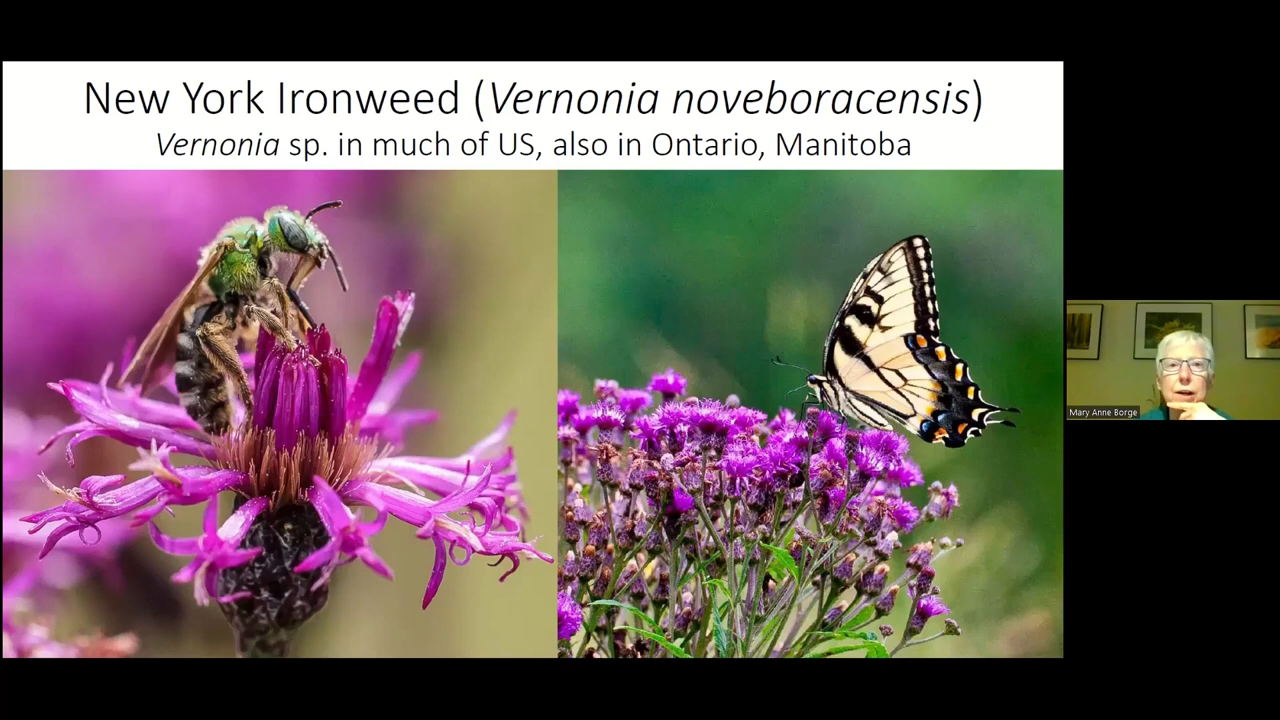 New York Ironweed (Vernonia noveboracensis)
Vernonia sp. in much of US, also in Ontario, Manitoba
Mary Anne Borge